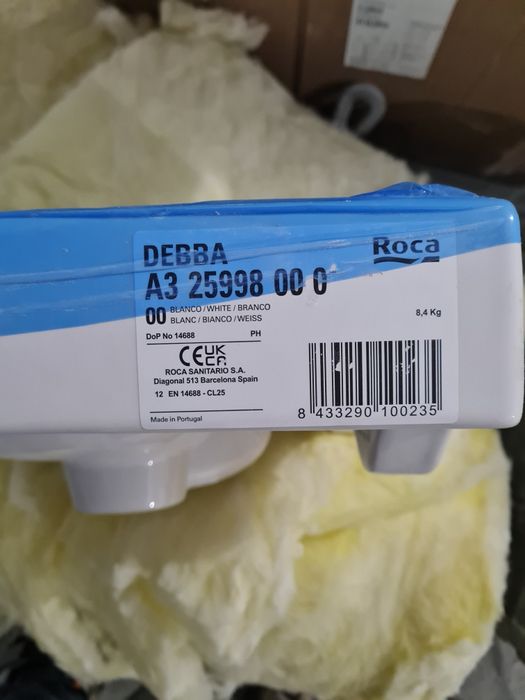 DEBBA
Roca
A3 25998 00 0
00 BLANCO / WHITE / BRANCO
BLANC / BIANCO / WEISS
8,4 Kg
DoP No 14688 PH
CE UK CA
ROCA SANITARIO S.A.
Diagonal 513 Barcelona Spain
12 EN 14688 - CL25
8 433290 100235
Made in Portugal